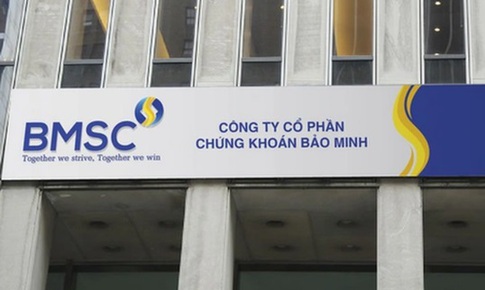 BMSC
Together we strive, Together we win
CÔNG TY CỔ PHẦN
CHỨNG KHOÁN BẢO MINH